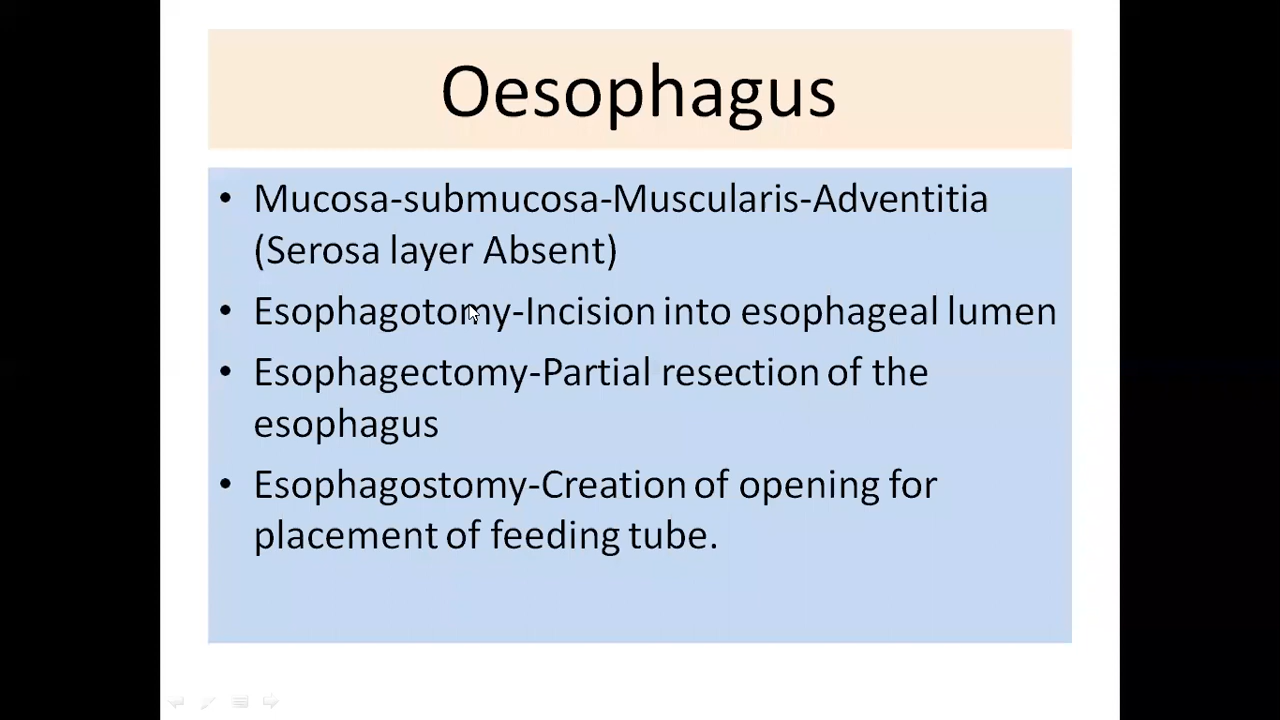 Oesophagus
• Mucosa-submucosa-Muscularis-Adventitia
(Serosa layer Absent)
• Esophagotomy-Incision into esophageal lumen
• Esophagectomy-Partial resection of the
esophagus
• Esophagostomy-Creation of opening for
placement of feeding tube.